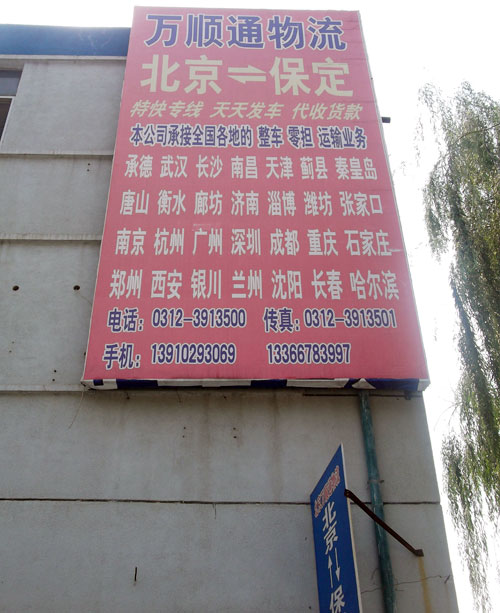 万顺通物流
北京⇌保定
特快专线 天天发车 代收货款
本公司承接全国各地的 整车 零担 运输业务
承德 武汉 长沙 南昌 天津 蓟县 秦皇岛
唐山 衡水 廊坊 济南 淄博 潍坊 张家口
南京 杭州 广州 深圳 成都 重庆 石家庄
郑州 西安 银川 兰州 沈阳 长春 哈尔滨
电话:0312-3913500 传真:0312-3913501
手机:13910293069 13366783997
北京⇌保